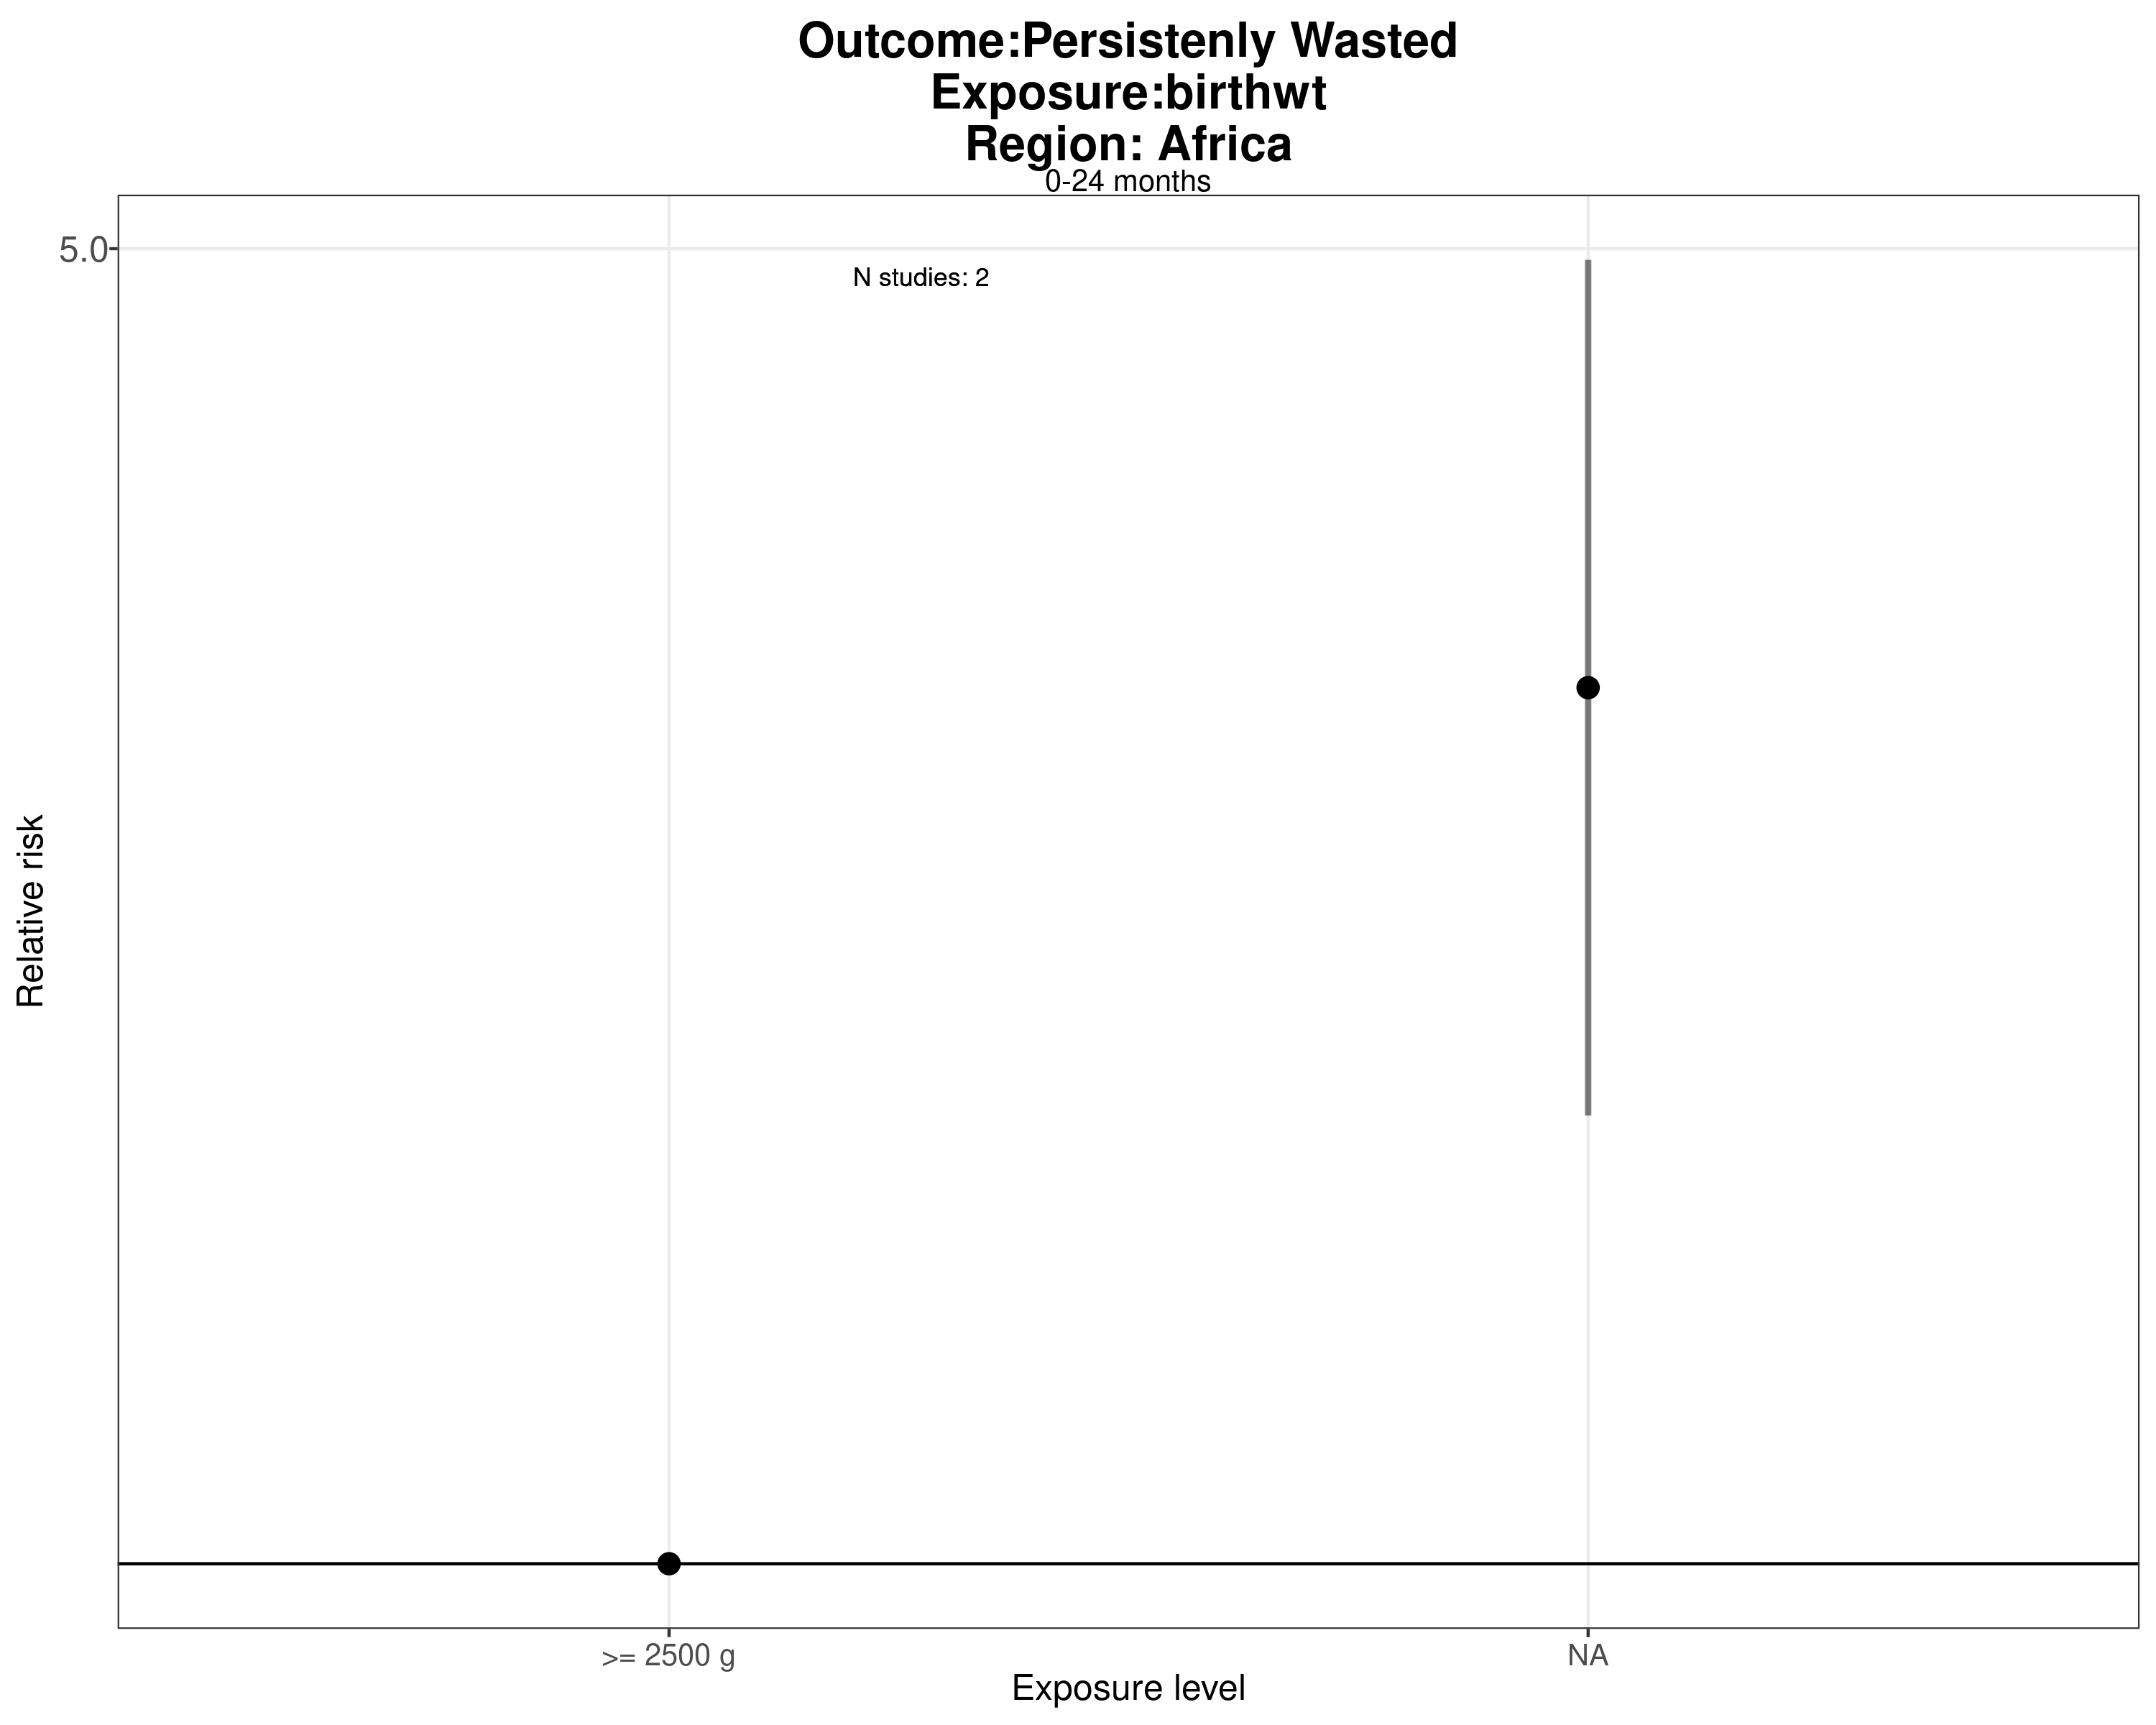 Outcome:Persistenly Wasted
Exposure:birthwt
Region: Africa
0-24 months
5.0
N studies: 2
Relative risk
>= 2500 g
NA
Exposure level